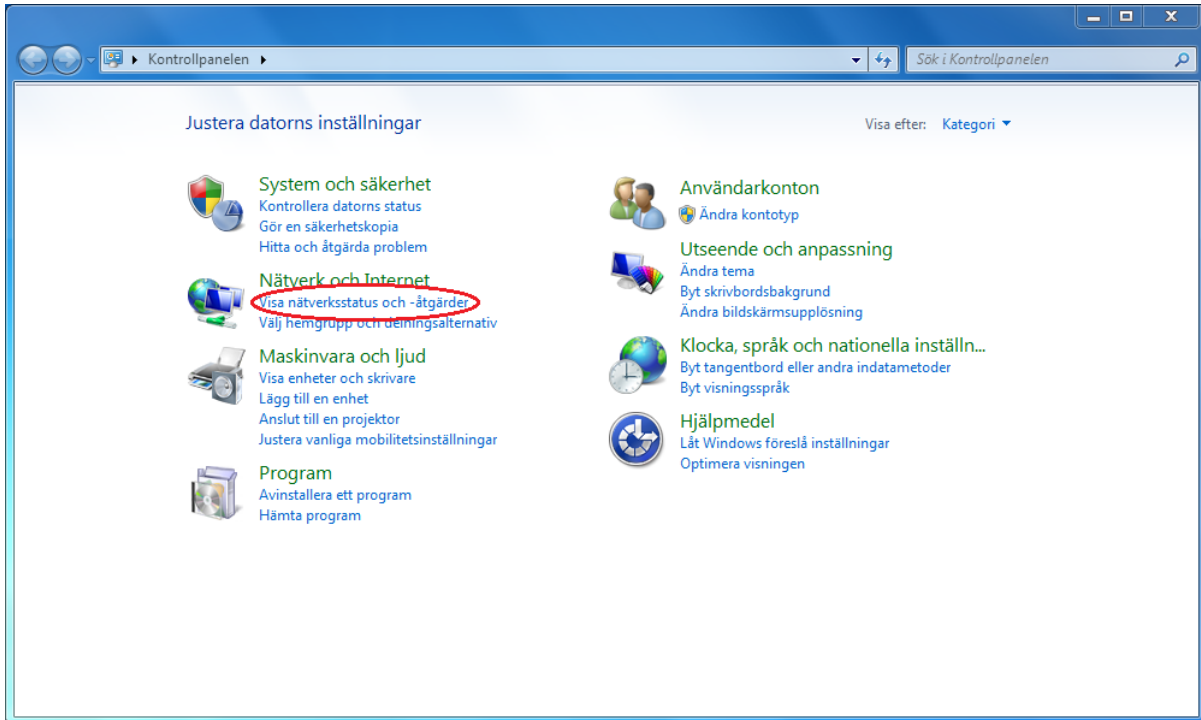 Kontrollpanelen
Sök i Kontrollpanelen
Justera datorns inställningar
Visa efter: Kategori
System och säkerhet
Kontrollera datorns status
Gör en säkerhetskopia
Hitta och åtgärda problem
Nätverk och Internet
Visa nätverksstatus och -åtgärder
Välj hemgrupp och delningsalternativ
Maskinvara och ljud
Visa enheter och skrivare
Lägg till en enhet
Anslut till en projektor
Justera vanliga mobilitetsinställningar
Program
Avinstallera ett program
Hämta program
Användarkonton
Ändra kontotyp
Utseende och anpassning
Ändra tema
Byt skrivbordsbakgrund
Ändra bildskärmsupplösning
Klocka, språk och nationella inställn...
Byt tangentbord eller andra indatametoder
Byt visningsspråk
Hjälpmedel
Låt Windows föreslå inställningar
Optimera visningen